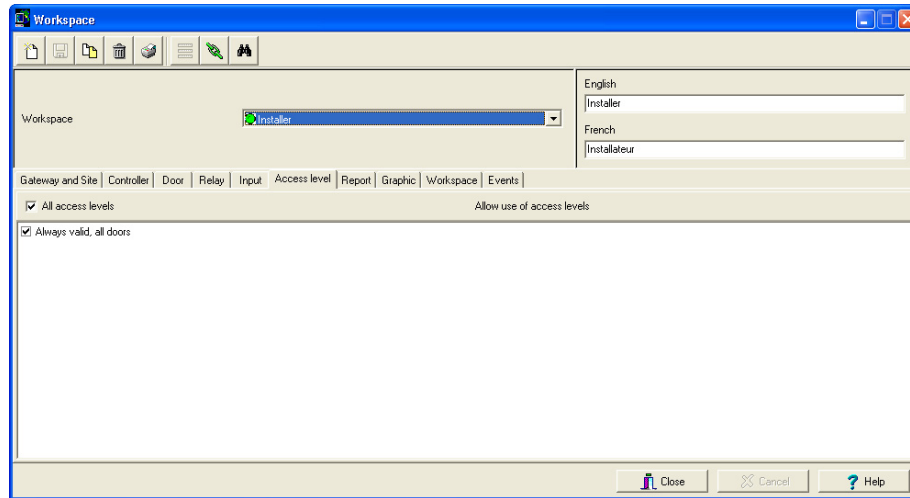 Workspace
English
Installer
Workspace
Installer
French
Installateur
Gateway and Site Controller Door Relay Input Access level Report Graphic Workspace Events
All access levels Allow use of access levels
Always valid, all doors
Close Cancel ? Help